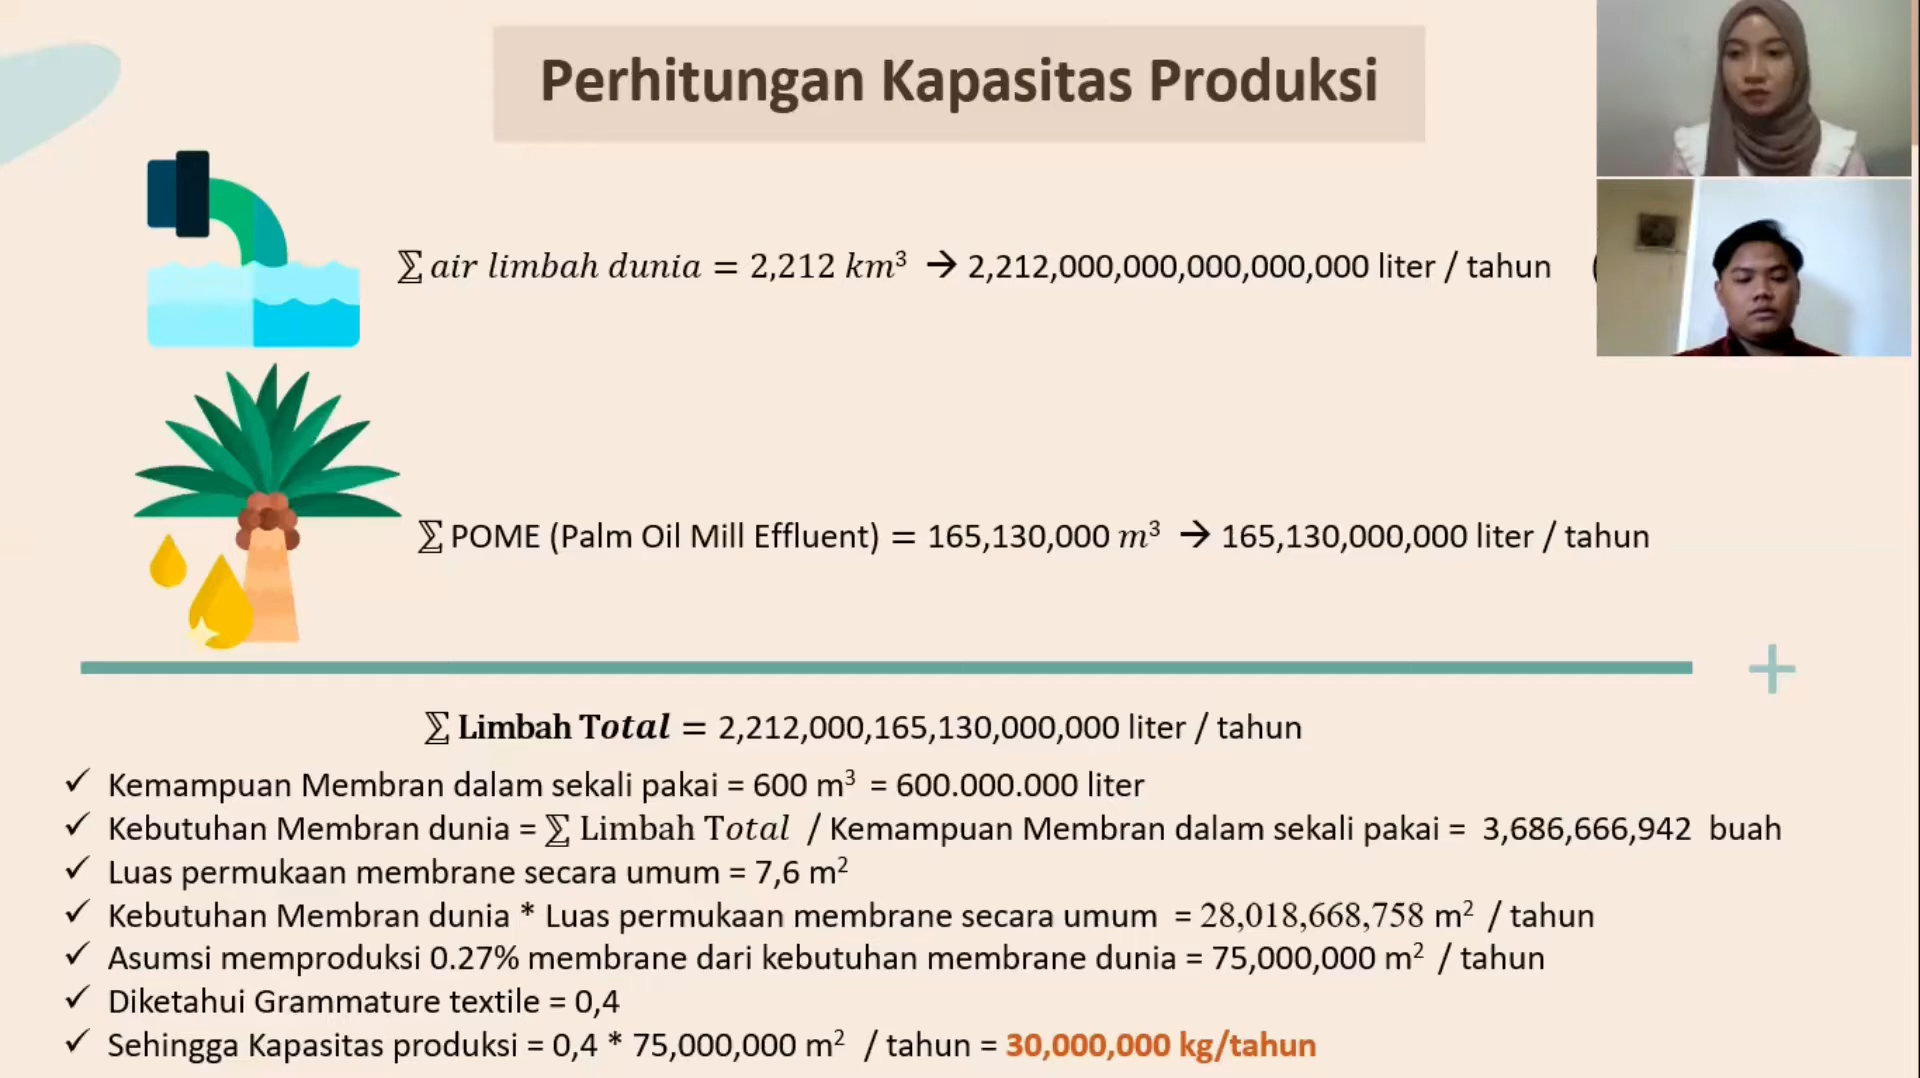 Perhitungan Kapasitas Produksi
∑ air limbah dunia = 2,212 km³ → 2,212,000,000,000,000,000 liter / tahun (
∑ POME (Palm Oil Mill Effluent) = 165,130,000 m³ → 165,130,000,000 liter / tahun
+
∑ Limbah Total = 2,212,000,165,130,000,000 liter / tahun
✓ Kemampuan Membran dalam sekali pakai = 600 m³ = 600.000.000 liter
✓ Kebutuhan Membran dunia = ∑ Limbah Total / Kemampuan Membran dalam sekali pakai = 3,686,666,942 buah
✓ Luas permukaan membrane secara umum = 7,6 m²
✓ Kebutuhan Membran dunia * Luas permukaan membrane secara umum = 28,018,668,758 m² / tahun
✓ Asumsi memproduksi 0.27% membrane dari kebutuhan membrane dunia = 75,000,000 m² / tahun
✓ Diketahui Grammature textile = 0,4
✓ Sehingga Kapasitas produksi = 0,4 * 75,000,000 m² / tahun = 30,000,000 kg/tahun